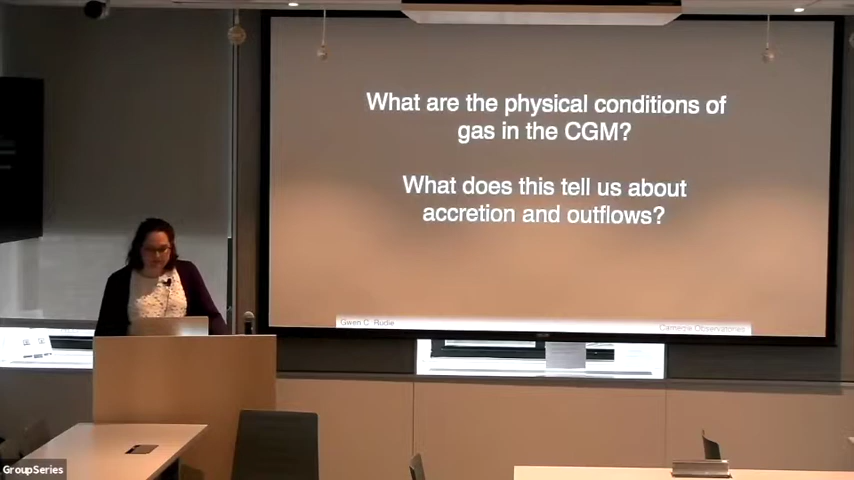 What are the physical conditions of
gas in the CGM?
What does this tell us about
accretion and outflows?
Gwen C. Rudie
Carnegie Observatories
GroupSeries